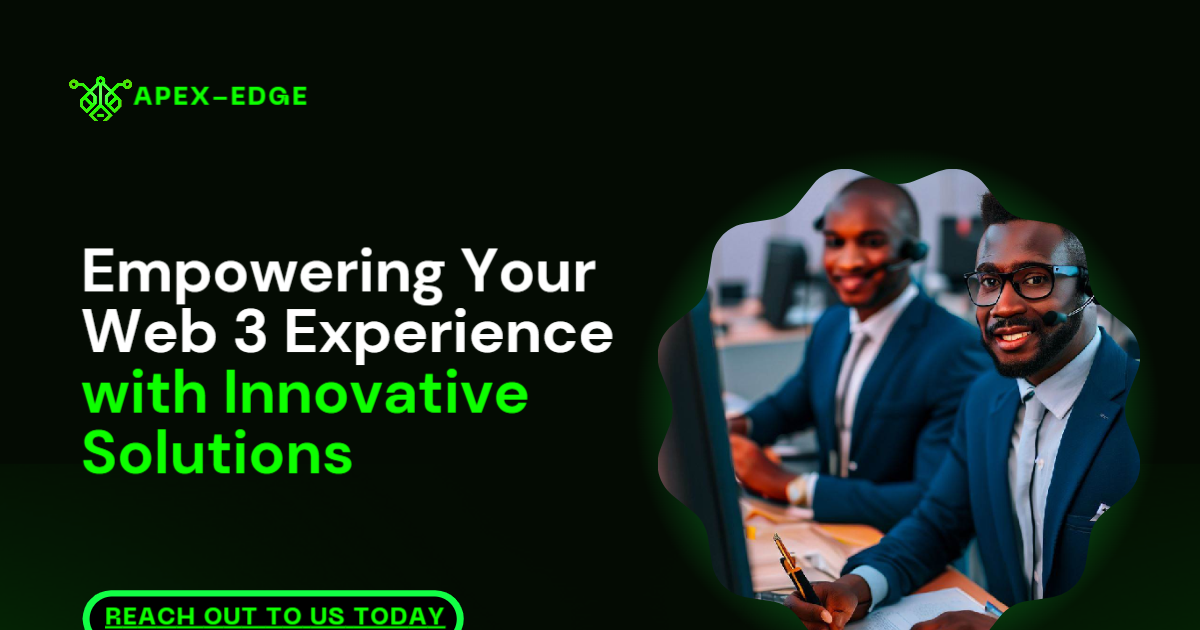 APEX-EDGE
Empowering Your
Web 3 Experience
with Innovative
Solutions
REACH OUT TO US TODAY